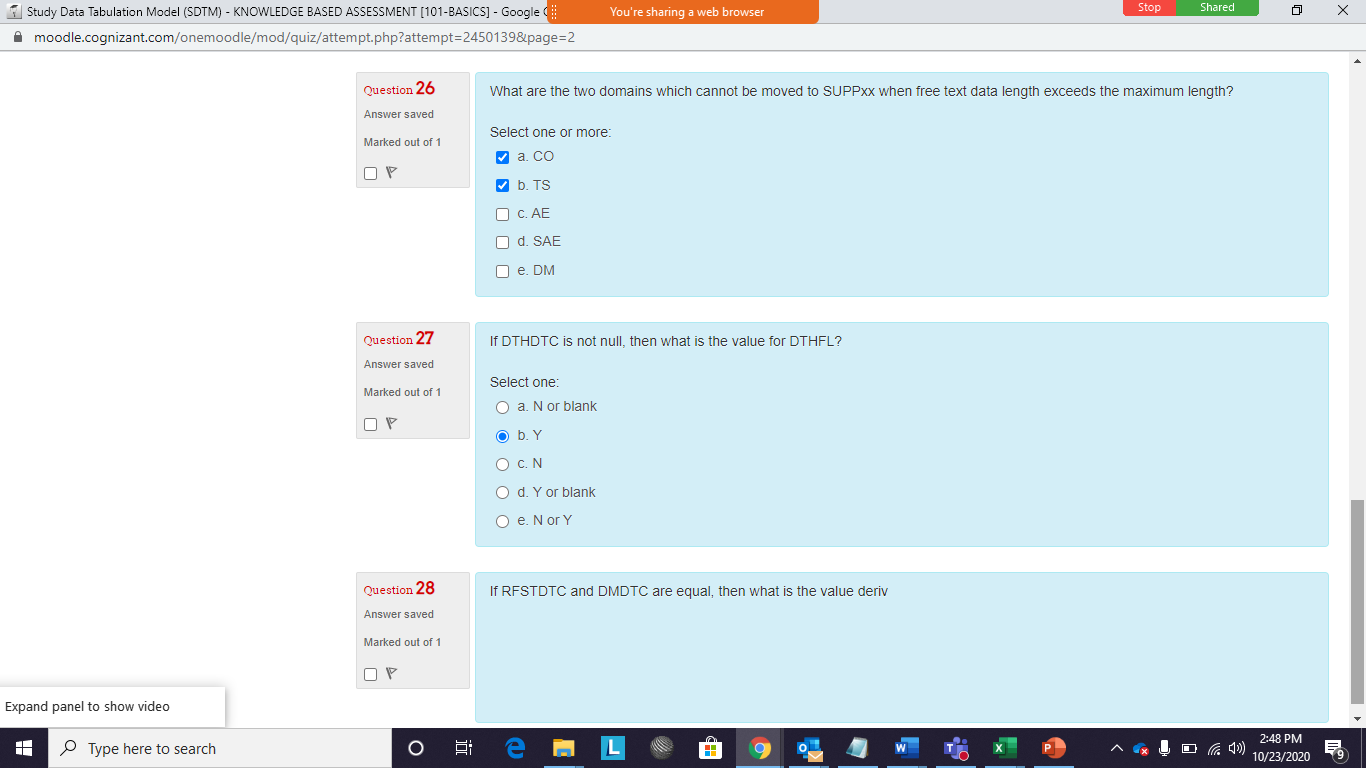 Study Data Tabulation Model (SDTM) - KNOWLEDGE BASED ASSESSMENT [101-BASICS] - Google
You're sharing a web browser
Stop
Shared
moodle.cognizant.com/onemoodle/mod/quiz/attempt.php?attempt=2450139&page=2
Question 26
Answer saved
Marked out of 1
What are the two domains which cannot be moved to SUPPxx when free text data length exceeds the maximum length?
Select one or more:
a. CO
b. TS
c. AE
d. SAE
e. DM
Question 27
Answer saved
Marked out of 1
If DTHDTC is not null, then what is the value for DTHFL?
Select one:
a. N or blank
b. Y
c. N
d. Y or blank
e. N or Y
Question 28
Answer saved
Marked out of 1
If RFSTDTC and DMDTC are equal, then what is the value deriv
Expand panel to show video
Type here to search
2:48 PM
10/23/2020
9